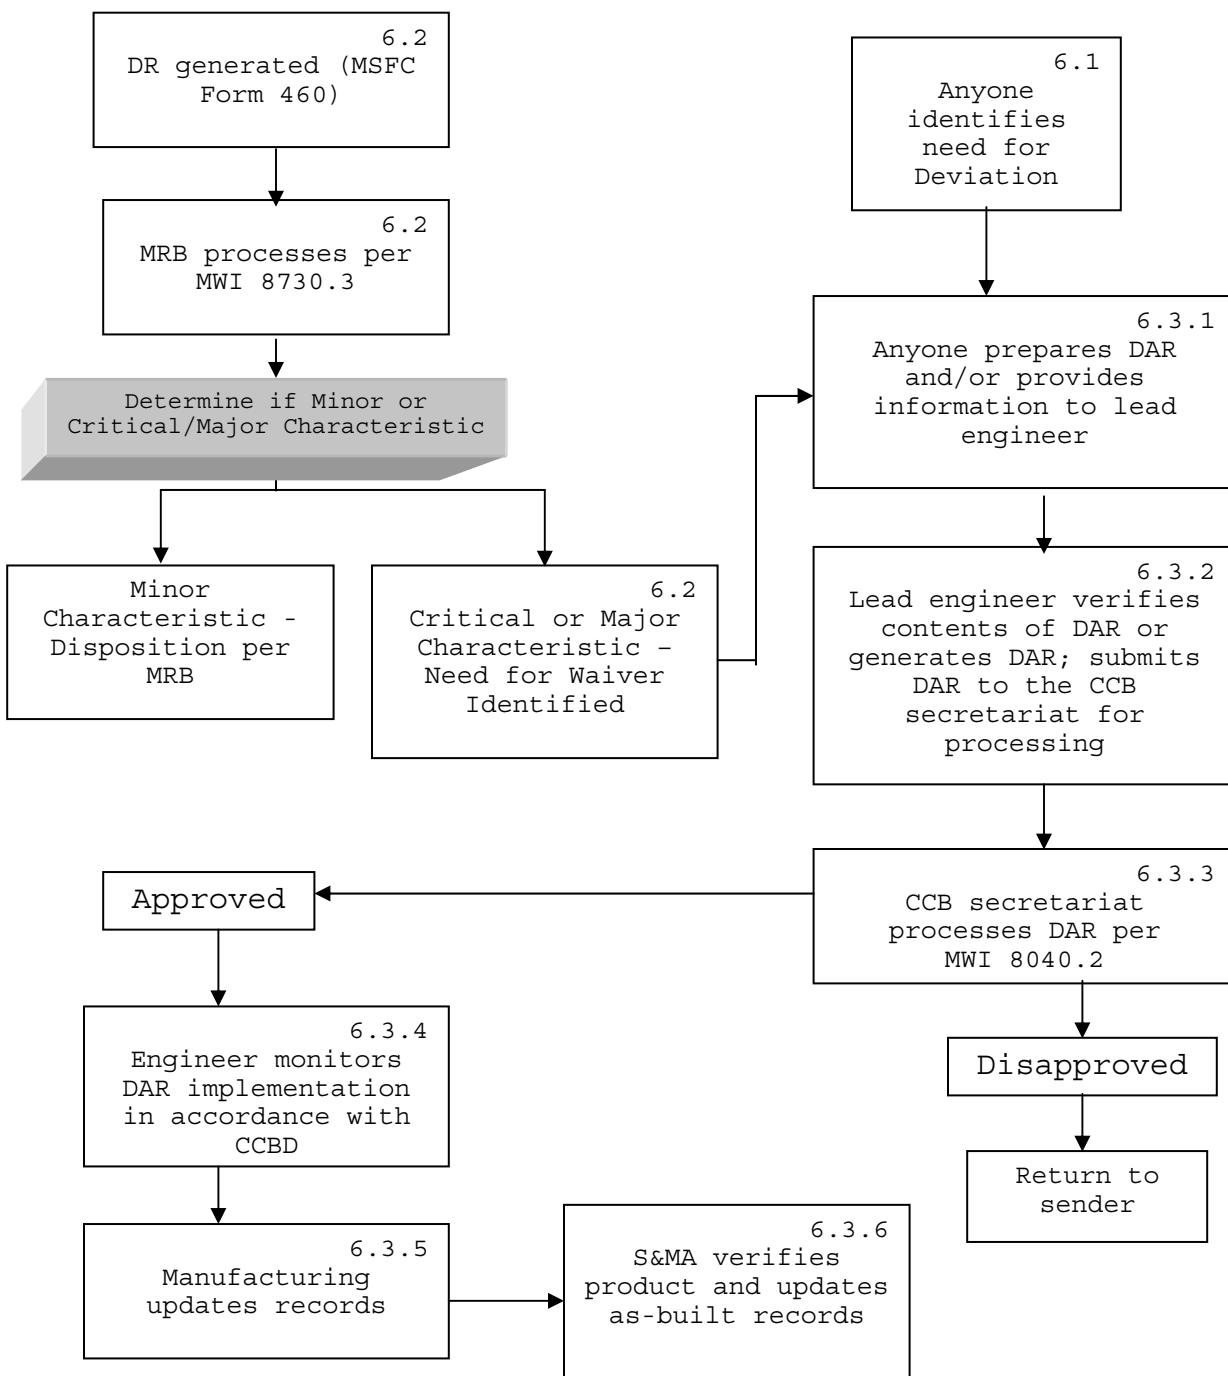 6.2
DR generated (MSFC
Form 460)
6.1
Anyone
identifies
need for
Deviation
6.2
MRB processes per
MWI 8730.3
6.3.1
Anyone prepares DAR
and/or provides
information to lead
engineer
Determine if Minor or
Critical/Major Characteristic
Minor
Characteristic -
Disposition per
MRB
6.2
Critical or Major
Characteristic –
Need for Waiver
Identified
6.3.2
Lead engineer verifies
contents of DAR or
generates DAR; submits
DAR to the CCB
secretariat for
processing
6.3.3
CCB secretariat
processes DAR per
MWI 8040.2
Approved
Disapproved
Return to
sender
6.3.4
Engineer monitors
DAR implementation
in accordance with
CCBD
6.3.5
Manufacturing
updates records
6.3.6
S&MA verifies
product and updates
as-built records